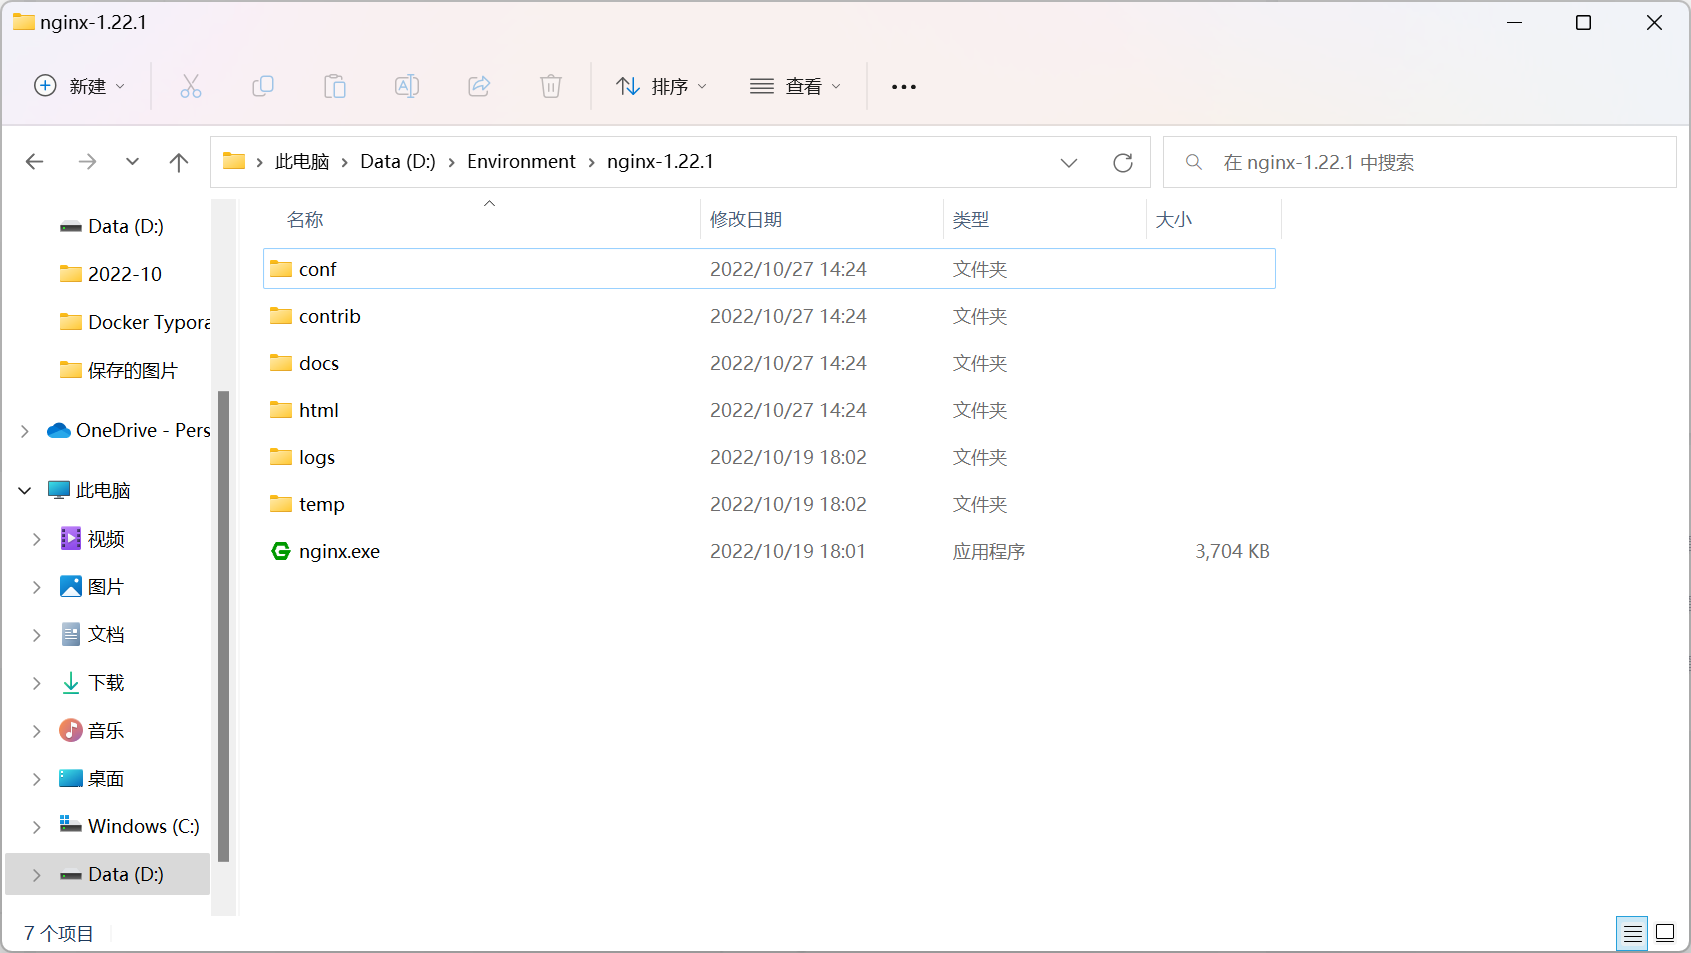 nginx-1.22.1
新建 排序 查看
此电脑 Data (D:) Environment nginx-1.22.1 在 nginx-1.22.1 中搜索
Data (D:)
2022-10
Docker Typora
保存的图片
OneDrive - Pers
此电脑
视频
图片
文档
下载
音乐
桌面
Windows (C:)
Data (D:)
名称 修改日期 类型 大小
conf 2022/10/27 14:24 文件夹
contrib 2022/10/27 14:24 文件夹
docs 2022/10/27 14:24 文件夹
html 2022/10/27 14:24 文件夹
logs 2022/10/19 18:02 文件夹
temp 2022/10/19 18:02 文件夹
nginx.exe 2022/10/19 18:01 应用程序 3,704 KB
7 个项目